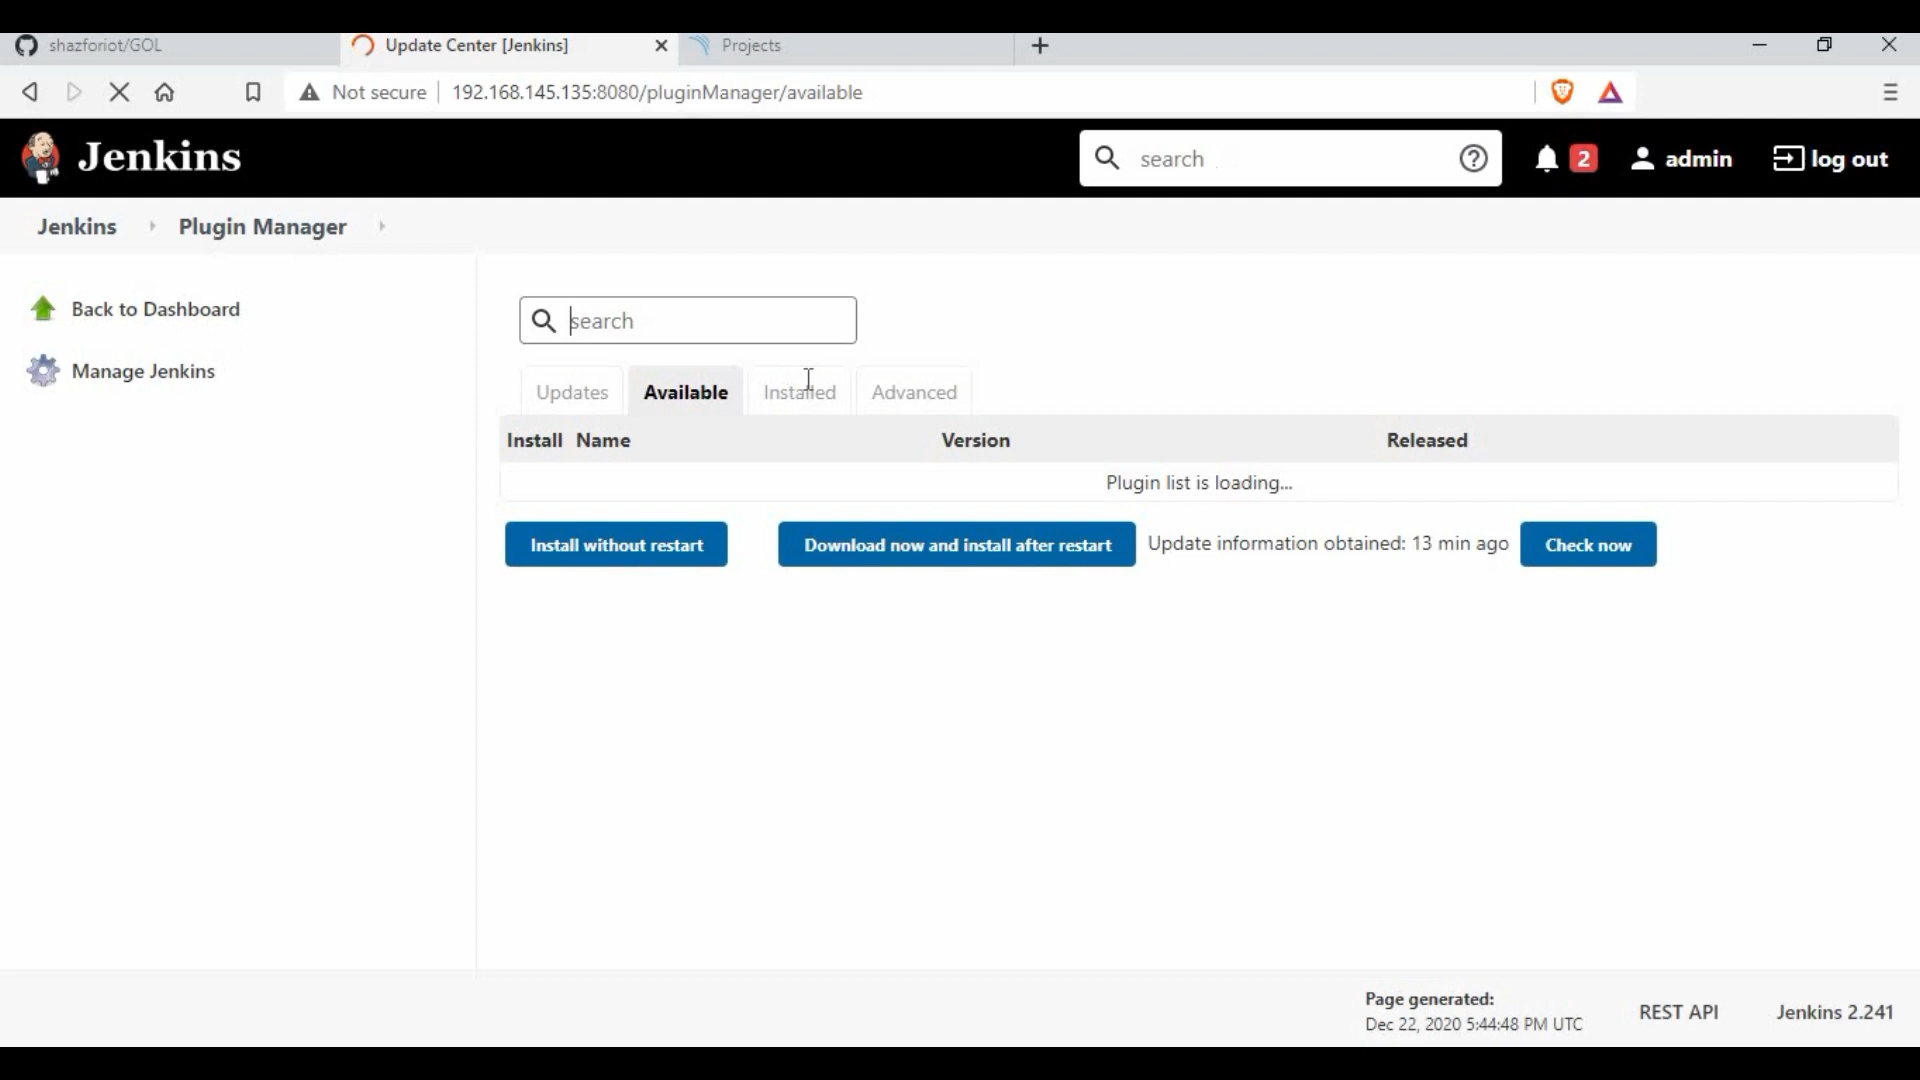 shazforiot/GOL
Update Center [Jenkins]
Projects
Not secure
192.168.145.135:8080/pluginManager/available
Jenkins
search
2
admin
log out
Jenkins
Plugin Manager
Back to Dashboard
Manage Jenkins
search
Updates
Available
Installed
Advanced
Install Name Version Released
Plugin list is loading...
Install without restart
Download now and install after restart
Update information obtained: 13 min ago
Check now
Page generated:
Dec 22, 2020 5:44:48 PM UTC
REST API
Jenkins 2.241